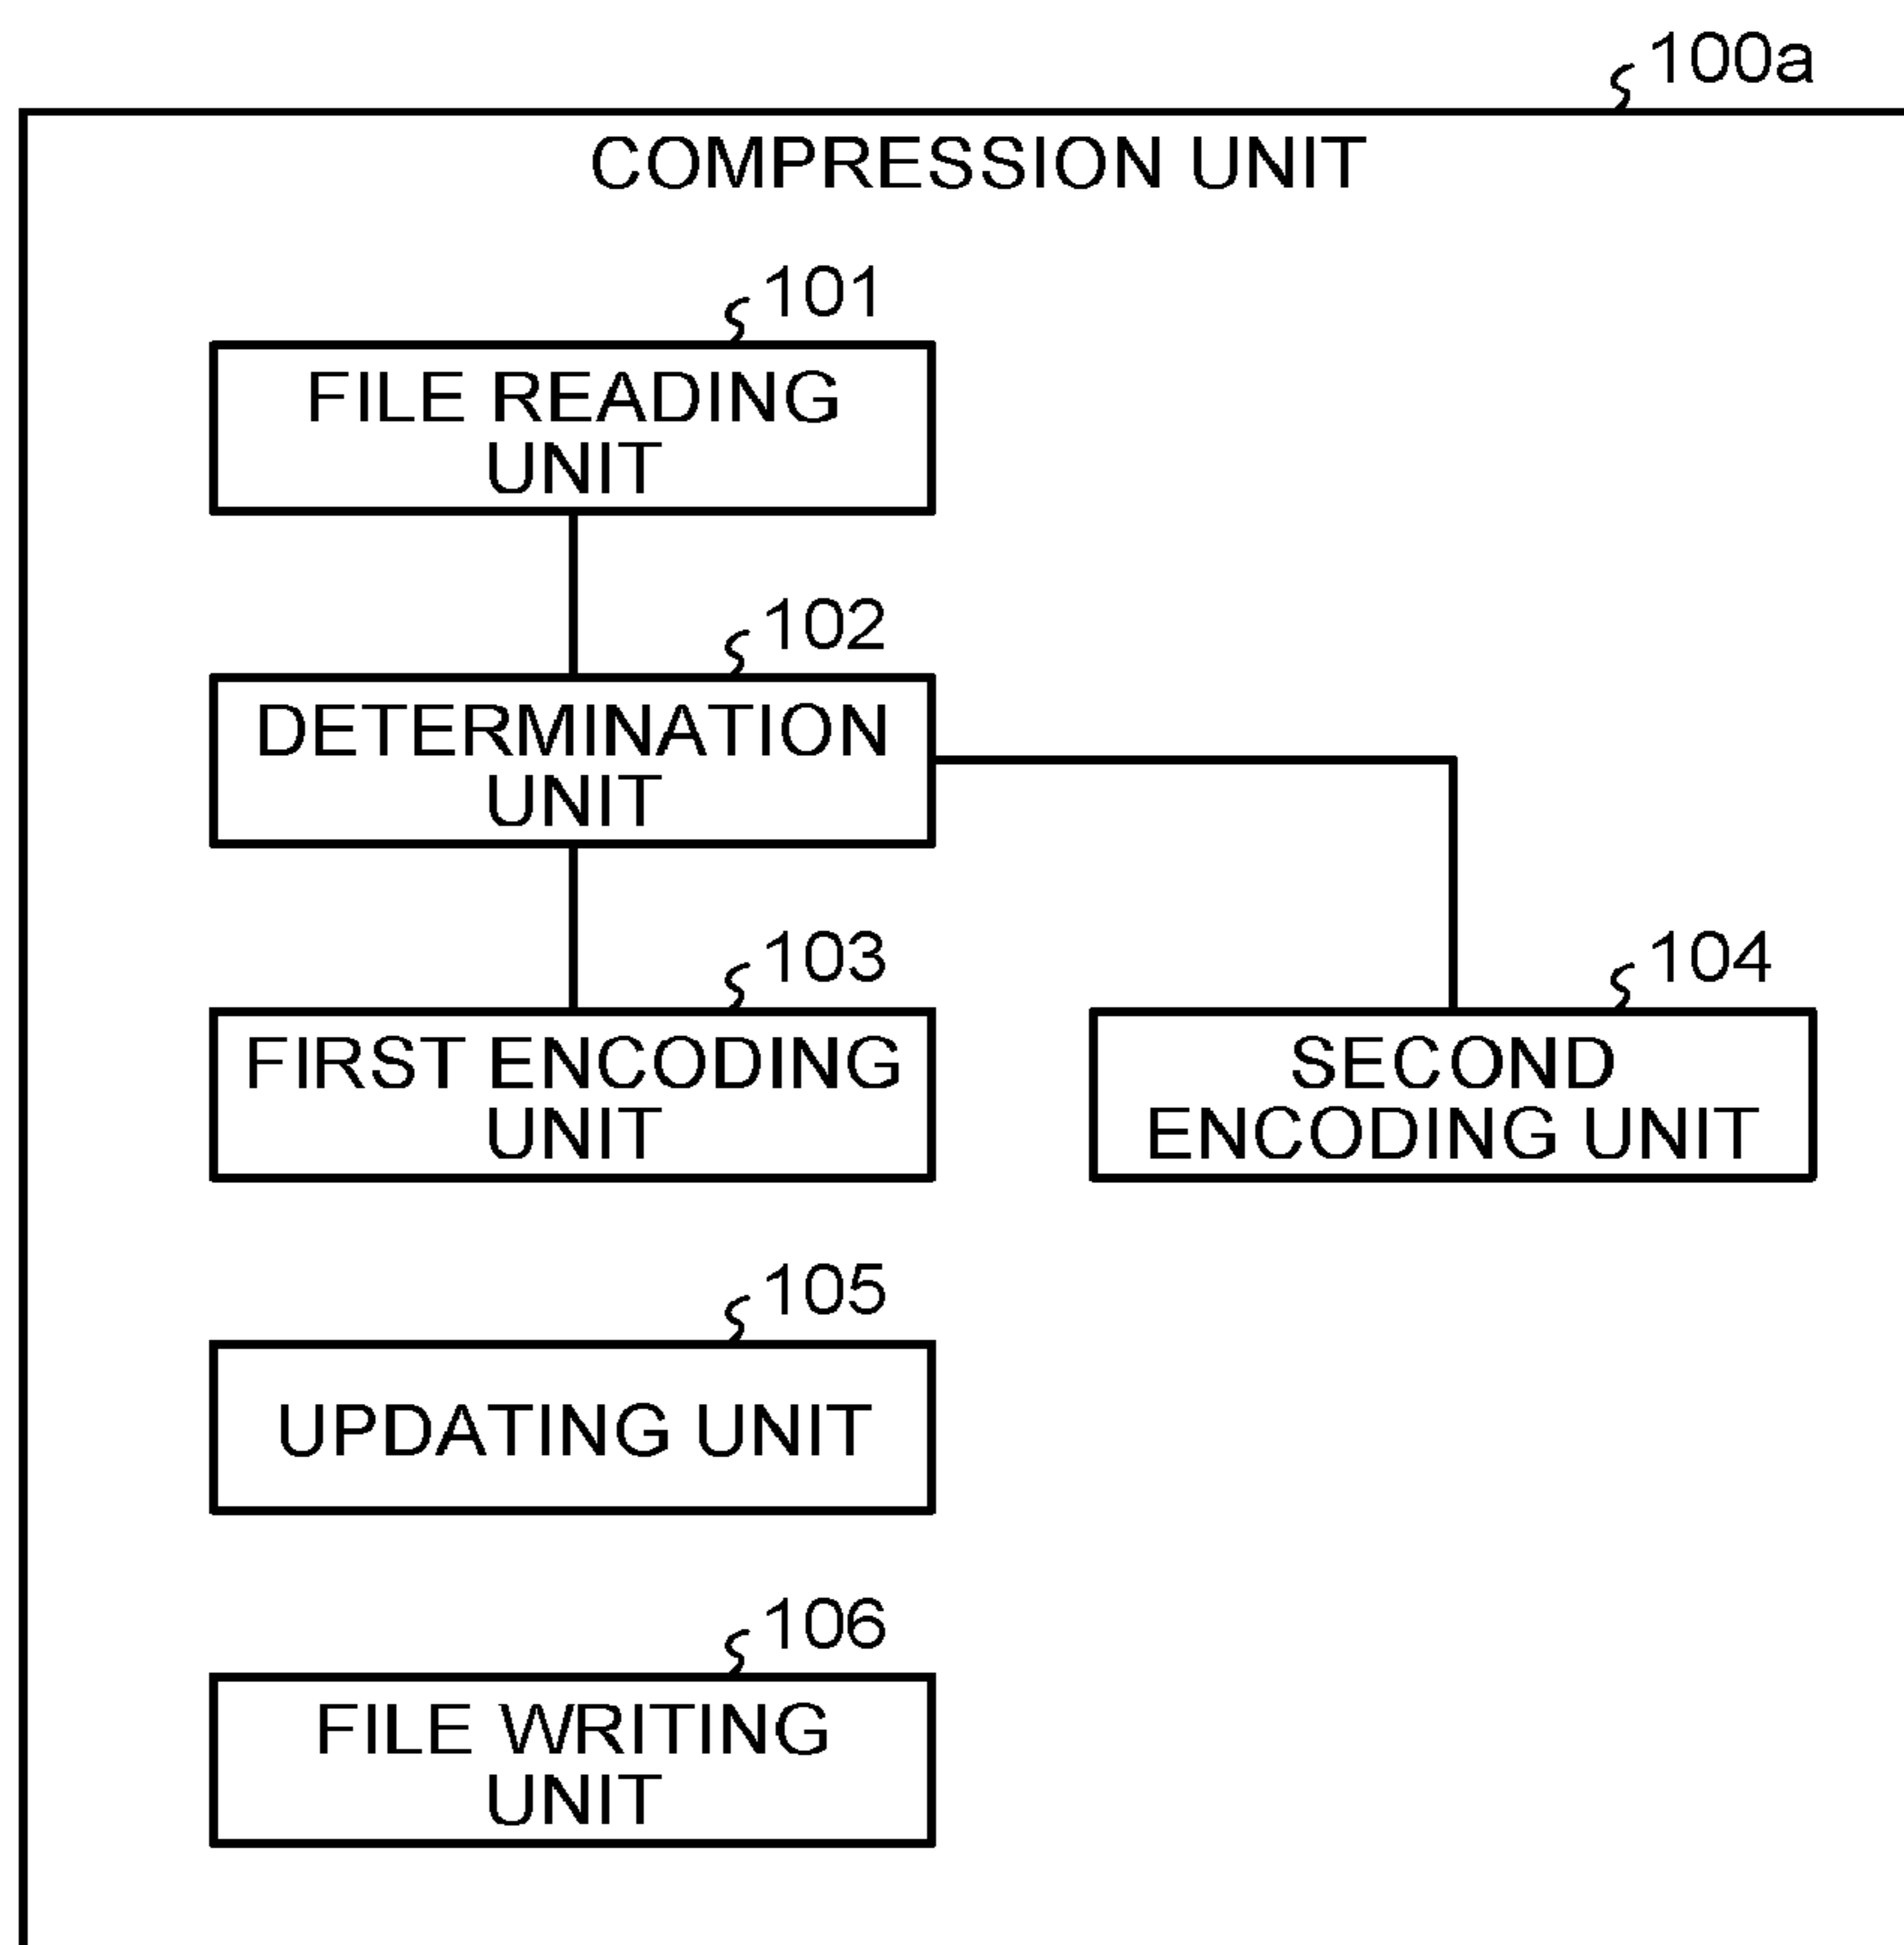 100a
COMPRESSION UNIT
101
FILE READING
UNIT
102
DETERMINATION
UNIT
103
FIRST ENCODING
UNIT
104
SECOND
ENCODING UNIT
105
UPDATING UNIT
106
FILE WRITING
UNIT